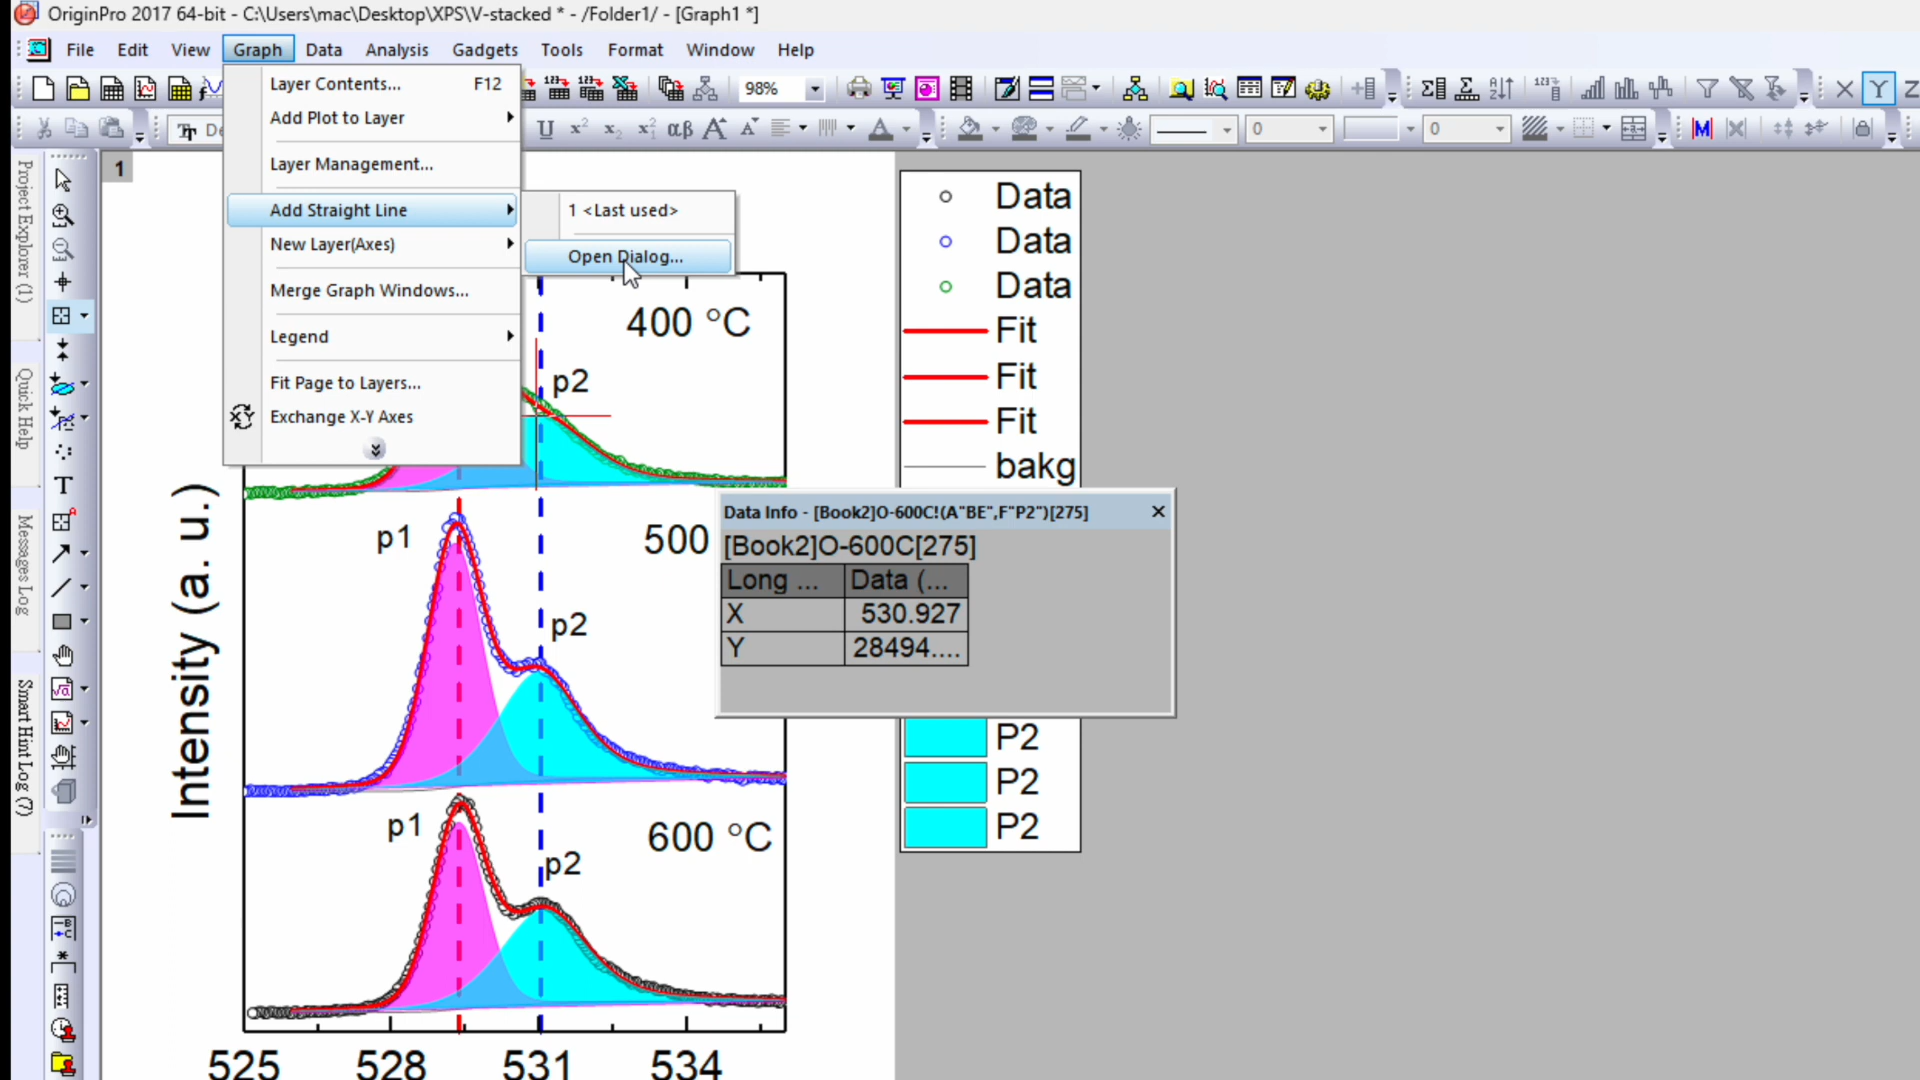 OriginPro 2017 64-bit - C:\Users\mac\Desktop\XPS\V-stacked * - /Folder1/ - [Graph1 *]
File Edit View Graph Data Analysis Gadgets Tools Format Window Help
98%
Layer Contents... F12
Add Plot to Layer
Layer Management...
Add Straight Line
New Layer(Axes)
Merge Graph Windows...
Legend
Fit Page to Layers...
Exchange X-Y Axes
1 <Last used>
Open Dialog...
Project Explorer (1)
Quick Help
Messages Log
Smart Hint Log (?)
1
0
0
Intensity (a. u.)
400 °C
p2
p1
500
p2
p1
600 °C
p2
525 528 531 534
Data
Data
Data
Fit
Fit
Fit
bakg
P2
P2
P2
Data Info - [Book2]O-600C!(A"BE",F"P2")[275]
[Book2]O-600C[275]
Long ... Data (...
X 530.927
Y 28494....